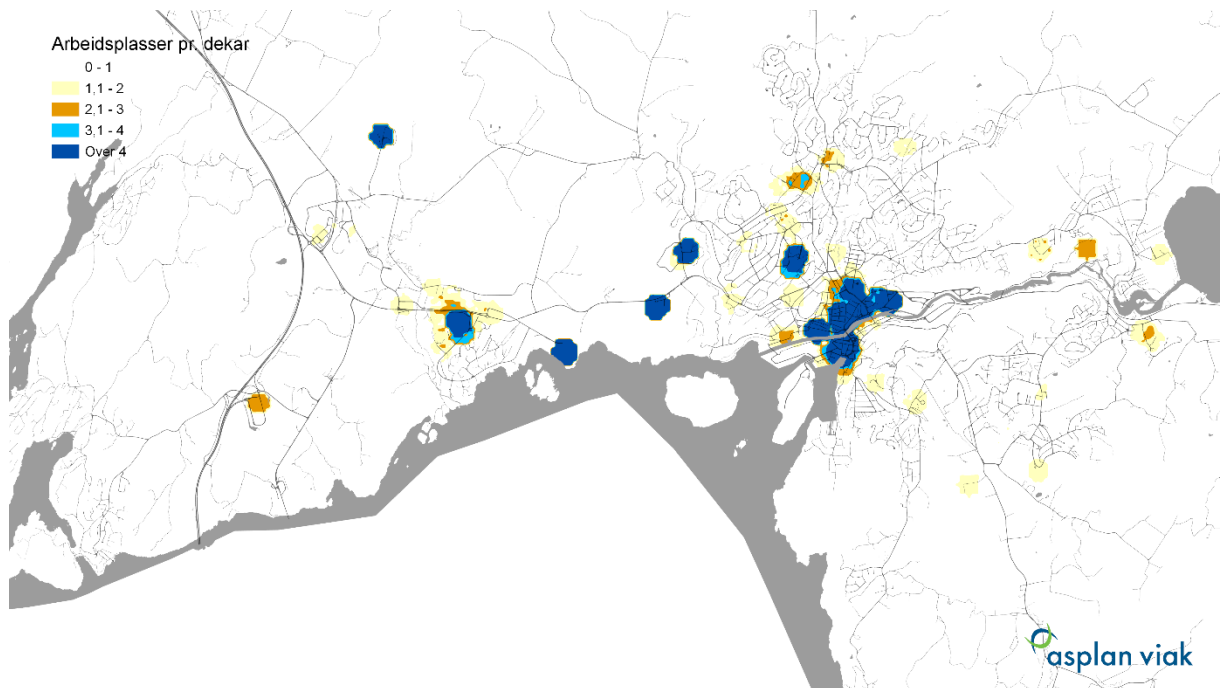 Arbeidsplasser pr. dekar
0 - 1
1,1 - 2
2,1 - 3
3,1 - 4
Over 4
asplan viak